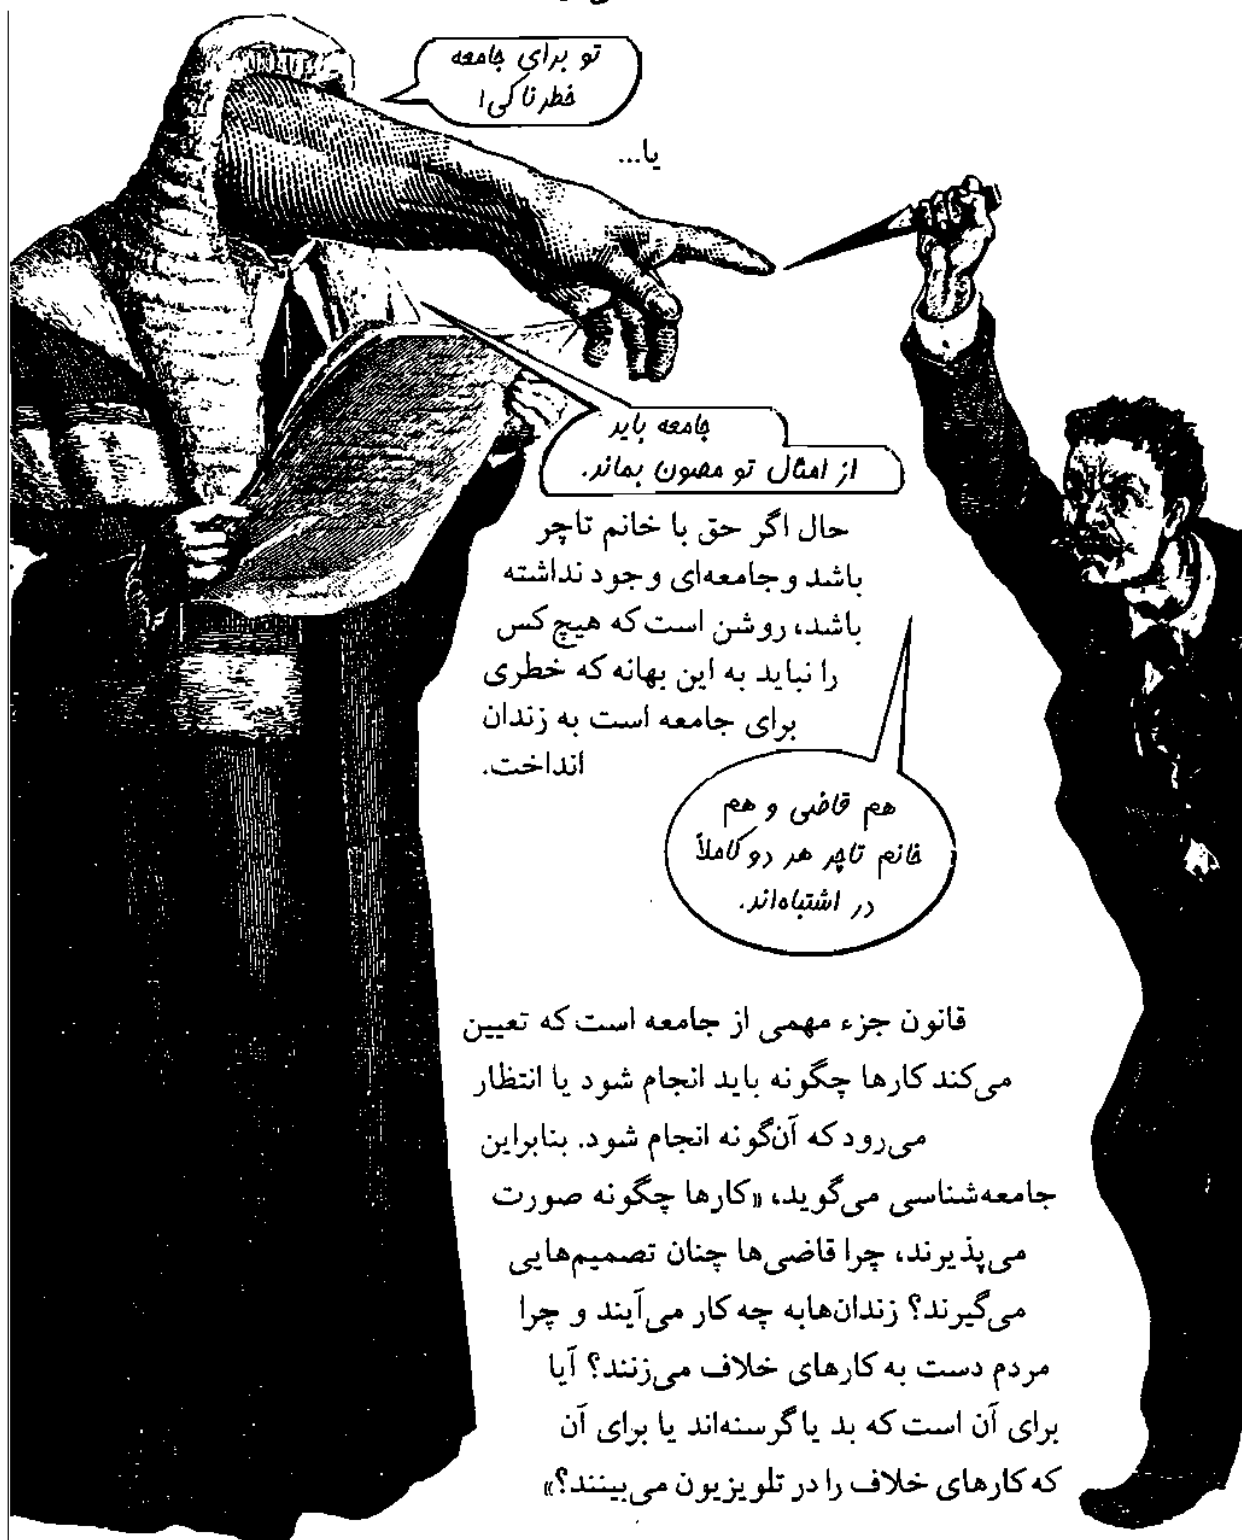 تو برای جامعه
خطرناکی!
یا...
جامعه باید
از امثال تو مصون بماند.
حال اگر حق با خانم تاچر
باشد و جامعه‌ای وجود نداشته
باشد، روشن است که هیچ کس
را نباید به این بهانه که خطری
برای جامعه است به زندان
انداخت.
هم قاضی و هم
خانم تاچر هر دو کاملاً
در اشتباه‌اند.
قانون جزء مهمی از جامعه است که تعیین
می‌کند کارها چگونه باید انجام شود یا انتظار
می‌رود که آن‌گونه انجام شود. بنابراین
جامعه‌شناسی می‌گوید، «کارها چگونه صورت
می‌پذیرند، چرا قاضی‌ها چنان تصمیم‌هایی
می‌گیرند؟ زندان‌هابه چه کار می‌آیند و چرا
مردم دست به کارهای خلاف می‌زنند؟ آیا
برای آن است که بد یا گرسنه‌اند یا برای آن
که کارهای خلاف را در تلویزیون می‌بینند؟»